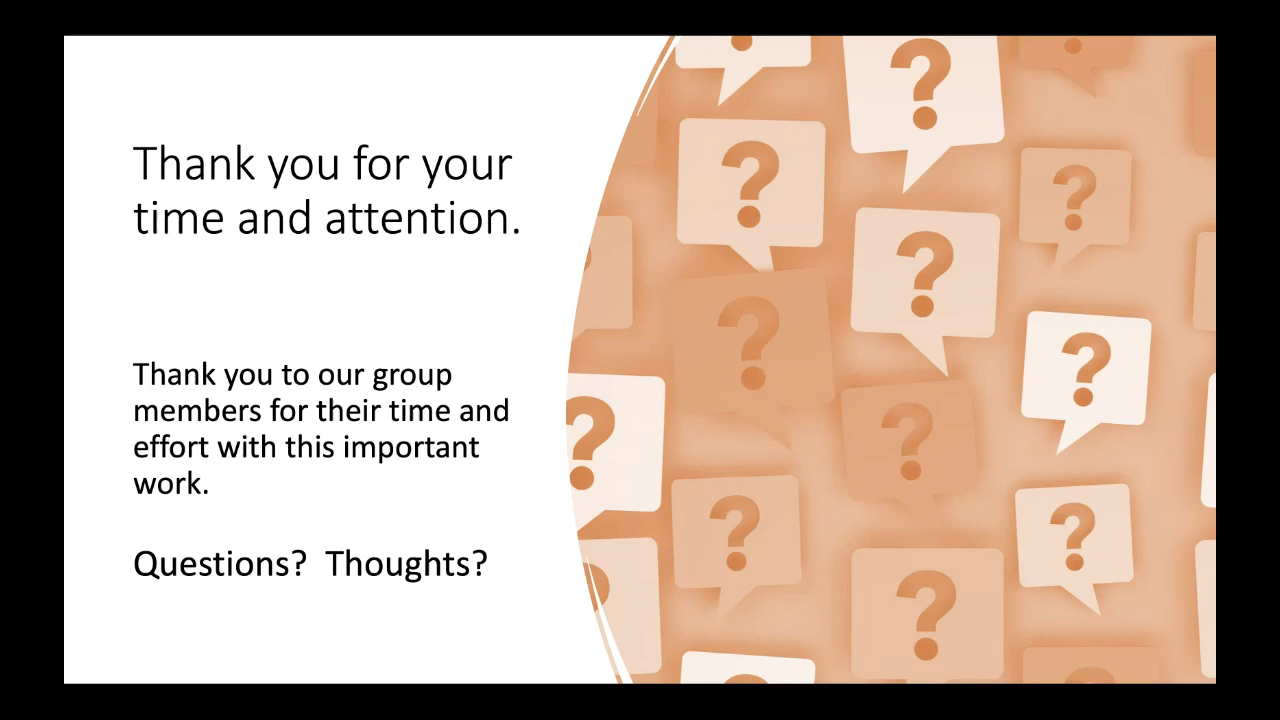 Thank you for your
time and attention.
Thank you to our group
members for their time and
effort with this important
work.
Questions?  Thoughts?